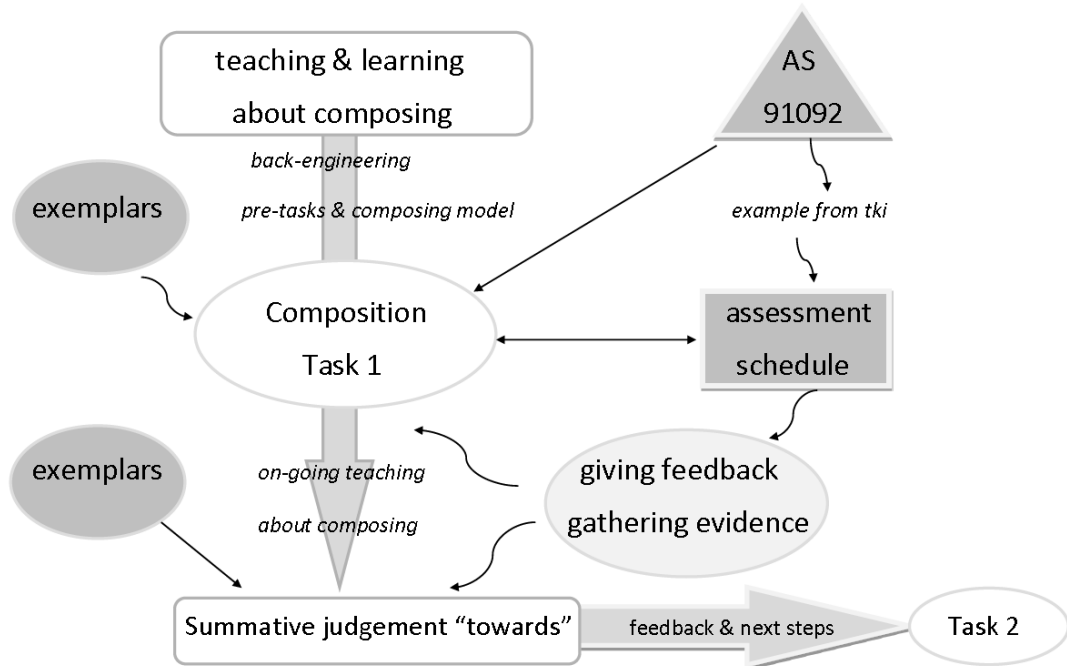 teaching & learning
about composing
AS
91092
back-engineering
exemplars
pre-tasks & composing model
example from tki
Composition
Task 1
assessment
schedule
exemplars
on-going teaching
about composing
giving feedback
gathering evidence
Summative judgement “towards”
feedback & next steps
Task 2